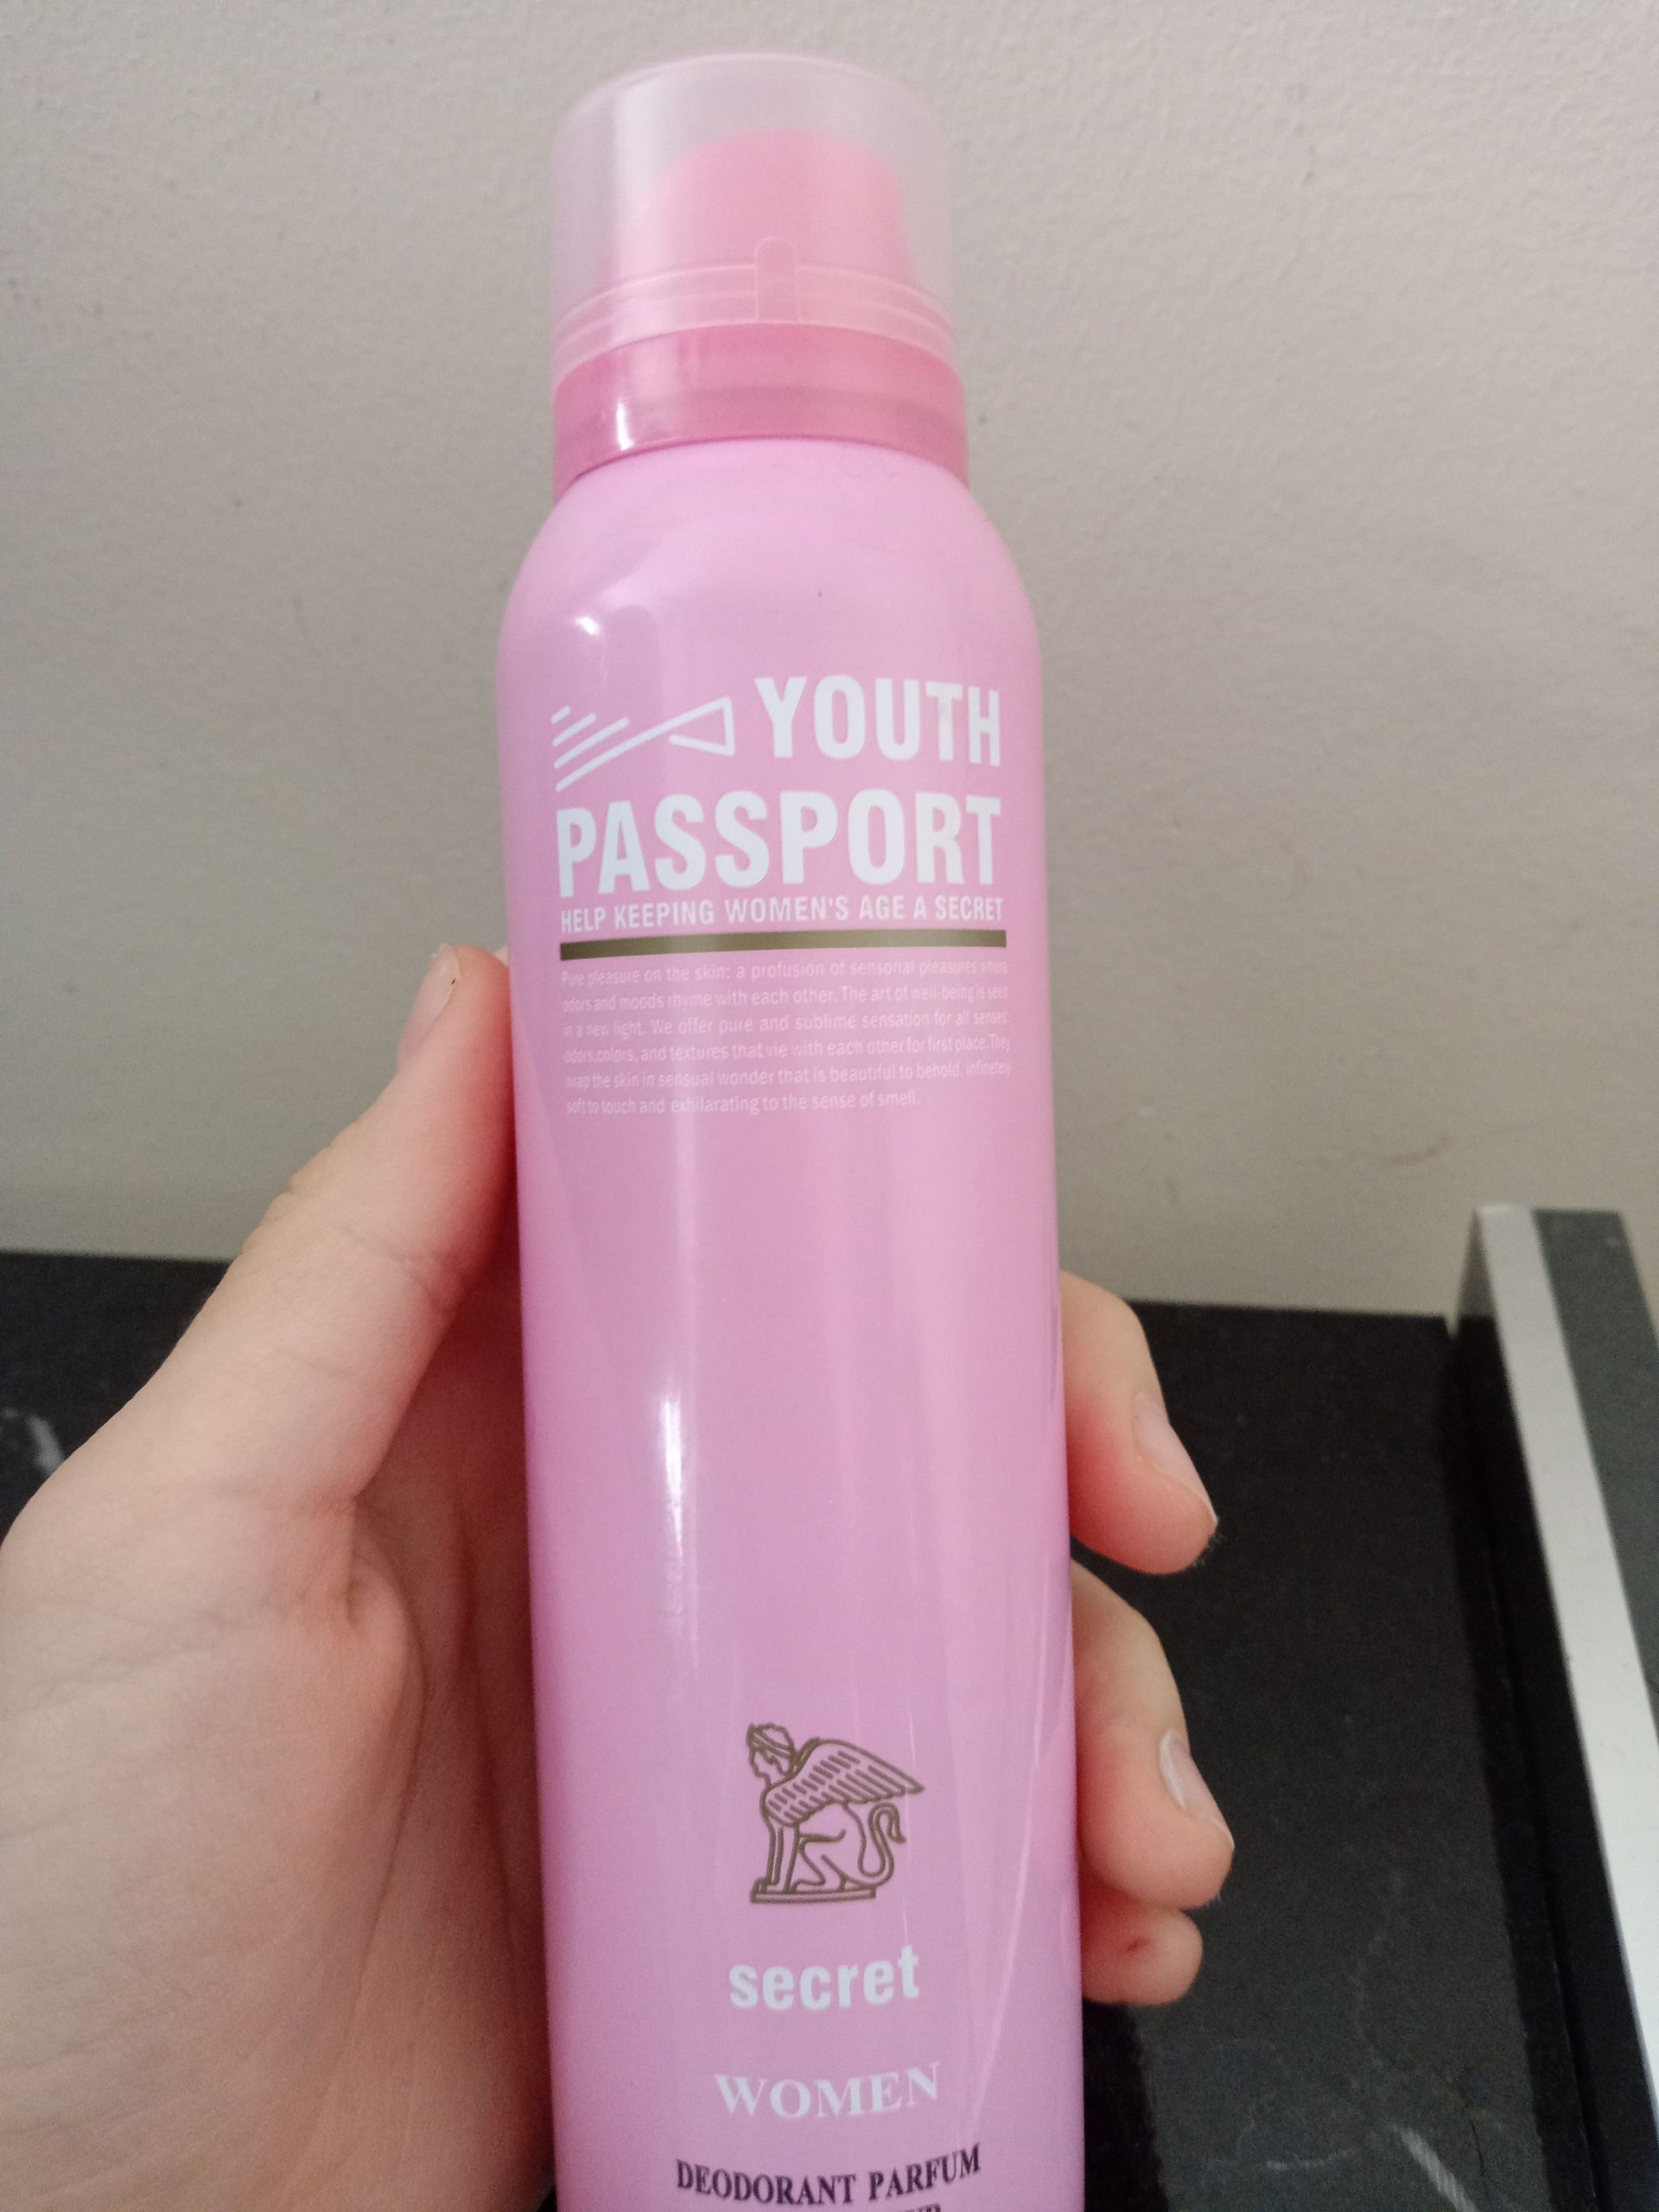 YOUTH
PASSPORT
HELP KEEPING WOMEN'S AGE A SECRET
Pure pleasure on the skin: a profusion of sensorial pleasures where
odors and moods rhyme with each other. The art of well-being is seen
in a new light. We offer pure and sublime sensation for all senses:
odors,colors, and textures that vie with each other for first place. They
wrap the skin in sensual wonder that is beautiful to behold, infinetely
soft to touch and exhilarating to the sense of smell.
secret
WOMEN
DEODORANT PARFUM